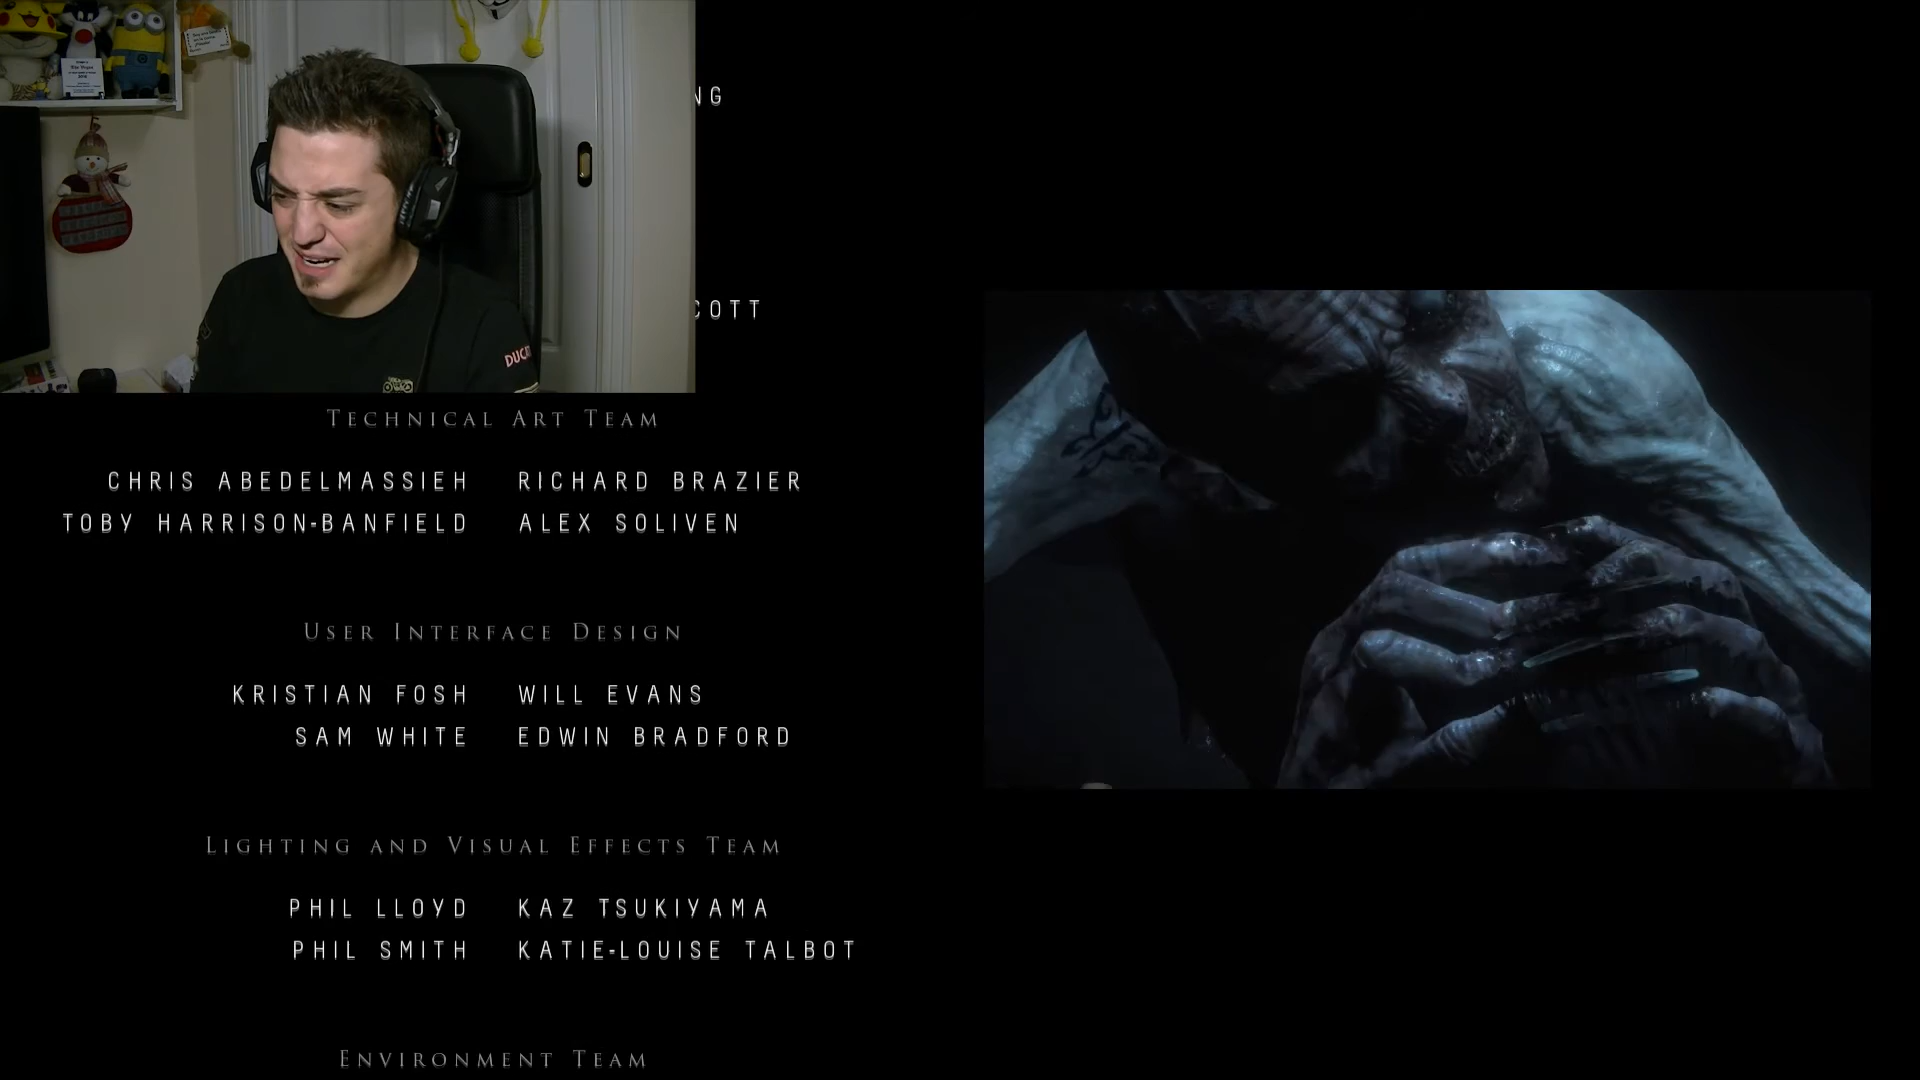 NG
COTT
DUCATI
TECHNICAL ART TEAM
CHRIS ABEDELMASSIEH RICHARD BRAZIER
TOBY HARRISON-BANFIELD ALEX SOLIVEN
USER INTERFACE DESIGN
KRISTIAN FOSH WILL EVANS
SAM WHITE EDWIN BRADFORD
LIGHTING AND VISUAL EFFECTS TEAM
PHIL LLOYD KAZ TSUKIYAMA
PHIL SMITH KATIE-LOUISE TALBOT
ENVIRONMENT TEAM